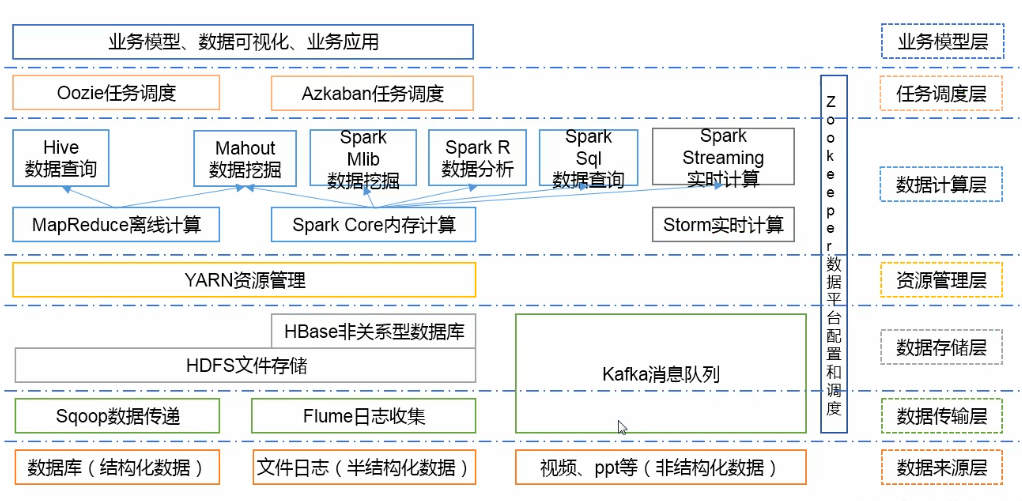 业务模型、数据可视化、业务应用
业务模型层
Oozie任务调度
Azkaban任务调度
任务调度层
Hive
数据查询
Mahout
数据挖掘
Spark
Mlib
数据挖掘
Spark R
数据分析
Spark
Sql
数据查询
Spark
Streaming
实时计算
数据计算层
MapReduce离线计算
Spark Core内存计算
Storm实时计算
Zookeeper数据平台配置和调度
YARN资源管理
资源管理层
HBase非关系型数据库
HDFS文件存储
Kafka消息队列
数据存储层
Sqoop数据传递
Flume日志收集
数据传输层
数据库（结构化数据）
文件日志（半结构化数据）
视频、ppt等（非结构化数据）
数据来源层